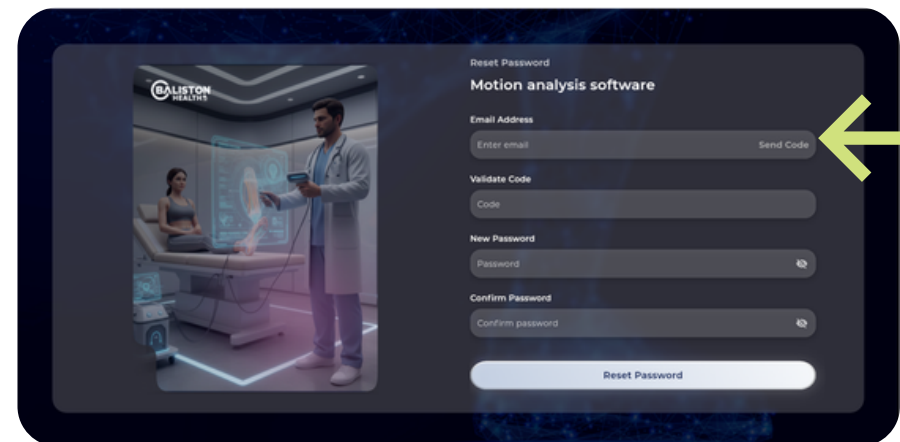 BALISTON
HEALTH
Reset Password
Motion analysis software
Email Address
Enter email
Send Code
Validate Code
Code
New Password
Password
Confirm Password
Confirm password
Reset Password